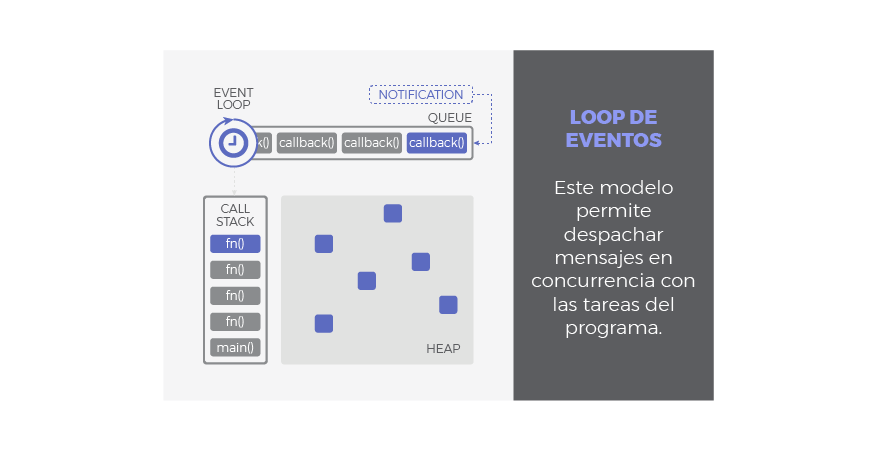 EVENT
LOOP
NOTIFICATION
QUEUE
k() callback() callback() callback()
CALL
STACK
fn()
fn()
fn()
fn()
main()
HEAP
LOOP DE
EVENTOS
Este modelo
permite
despachar
mensajes en
concurrencia con
las tareas del
programa.